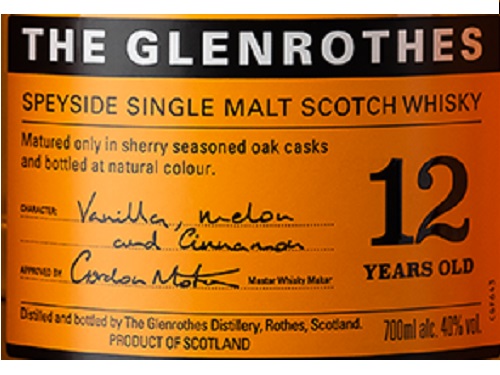 THE GLENROTHES
SPEYSIDE SINGLE MALT SCOTCH WHISKY
Matured only in sherry seasoned oak casks
and bottled at natural colour.
12
YEARS OLD
CHARACTER: Vanilla, melon
and Cinnamon
APPROVED BY Gordon Motion Master Whisky Maker
Distilled and bottled by The Glenrothes Distillery, Rothes, Scotland.
PRODUCT OF SCOTLAND
700ml alc. 40% vol.